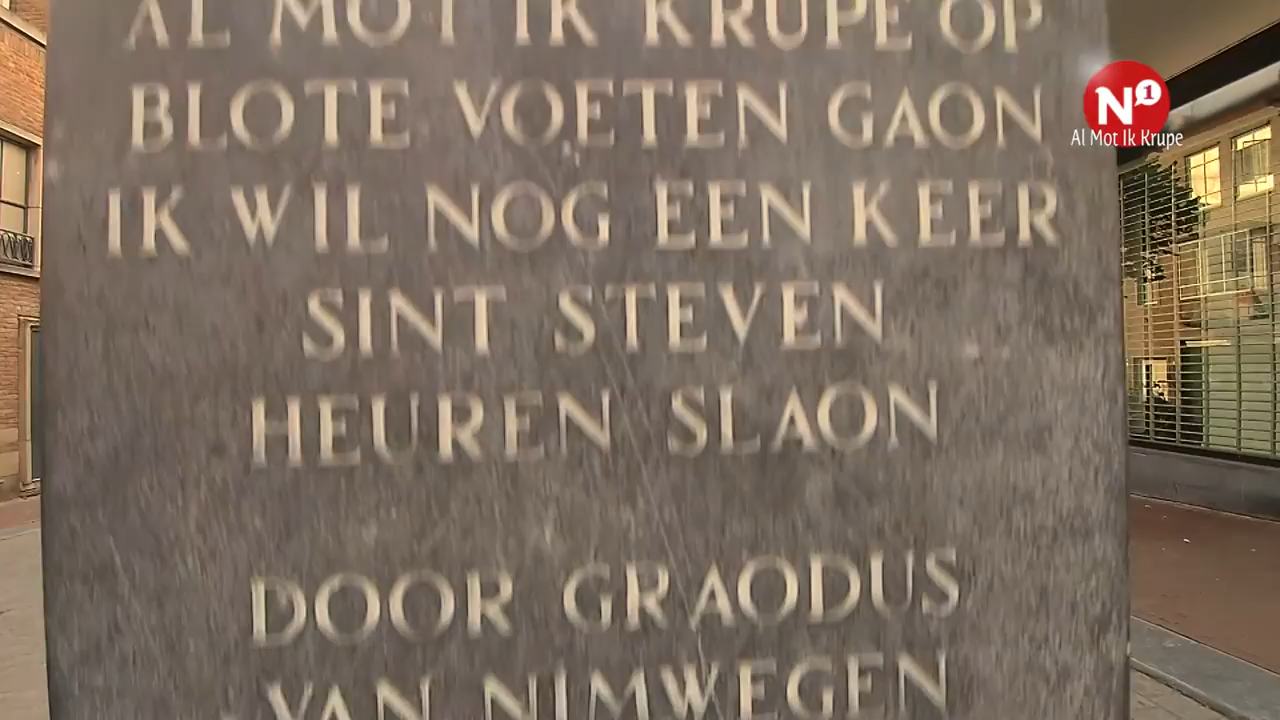 AL MOT IK KRUPE OP
BLOTE VOETEN GAON
IK WIL NOG EEN KEER
SINT STEVEN
HEUREN SLAON
DOOR GRAODUS
VAN NIMWEGEN
N1
Al Mot Ik Krupe